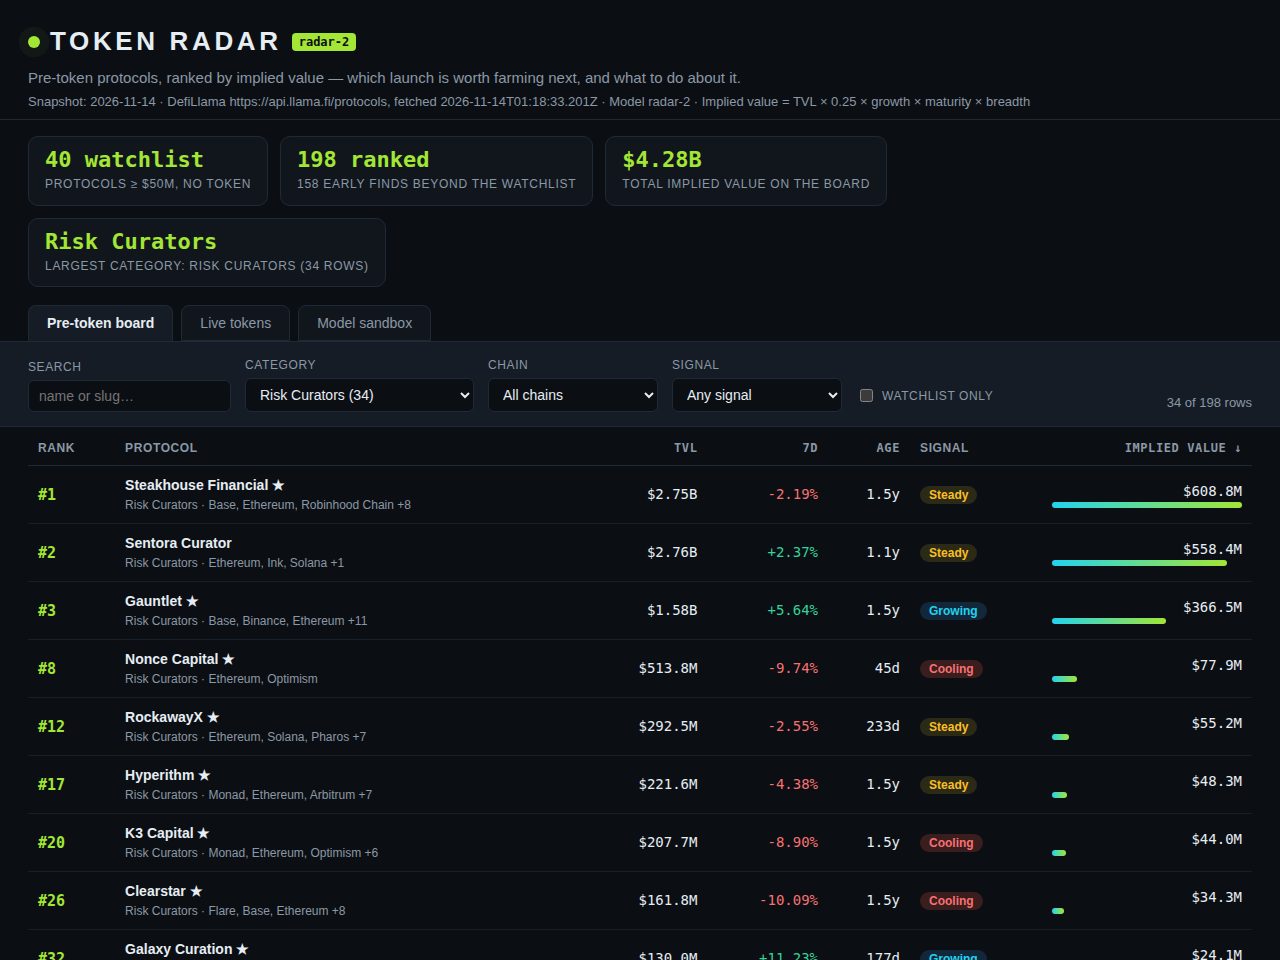 TOKEN RADAR radar-2
Pre-token protocols, ranked by implied value — which launch is worth farming next, and what to do about it.
Snapshot: 2026-11-14 · DefiLlama https://api.llama.fi/protocols, fetched 2026-11-14T01:18:33.201Z · Model radar-2 · Implied value = TVL × 0.25 × growth × maturity × breadth
40 watchlist
PROTOCOLS ≥ $50M, NO TOKEN
198 ranked
158 EARLY FINDS BEYOND THE WATCHLIST
$4.28B
TOTAL IMPLIED VALUE ON THE BOARD
Risk Curators
LARGEST CATEGORY: RISK CURATORS (34 ROWS)
Pre-token board Live tokens Model sandbox
SEARCH CATEGORY CHAIN SIGNAL
name or slug… Risk Curators (34) All chains Any signal WATCHLIST ONLY 34 of 198 rows
RANK PROTOCOL TVL 7D AGE SIGNAL IMPLIED VALUE ↓
#1 Steakhouse Financial ★ $2.75B -2.19% 1.5y Steady $608.8M
Risk Curators · Base, Ethereum, Robinhood Chain +8
#2 Sentora Curator $2.76B +2.37% 1.1y Steady $558.4M
Risk Curators · Ethereum, Ink, Solana +1
#3 Gauntlet ★ $1.58B +5.64% 1.5y Growing $366.5M
Risk Curators · Base, Binance, Ethereum +11
#8 Nonce Capital ★ $513.8M -9.74% 45d Cooling $77.9M
Risk Curators · Ethereum, Optimism
#12 RockawayX ★ $292.5M -2.55% 233d Steady $55.2M
Risk Curators · Ethereum, Solana, Pharos +7
#17 Hyperithm ★ $221.6M -4.38% 1.5y Steady $48.3M
Risk Curators · Monad, Ethereum, Arbitrum +7
#20 K3 Capital ★ $207.7M -8.90% 1.5y Cooling $44.0M
Risk Curators · Monad, Ethereum, Optimism +6
#26 Clearstar ★ $161.8M -10.09% 1.5y Cooling $34.3M
Risk Curators · Flare, Base, Ethereum +8
#32 Galaxy Curation ★ $130.0M +11.23% 177d Growing $24.1M